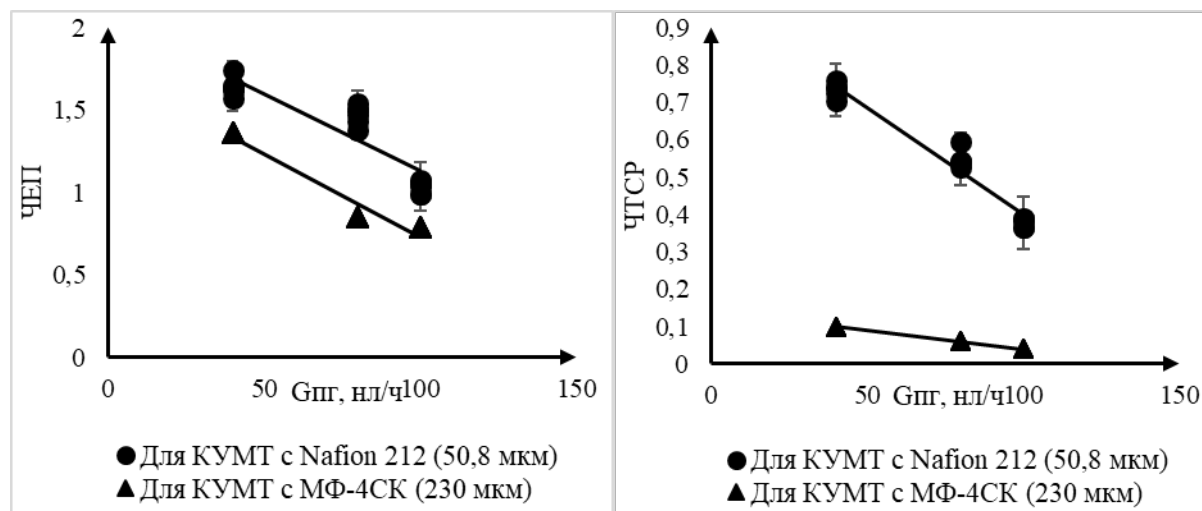 2
1,5
1
0,5
0
ЧЕП
0
50
Gпг, нл/ч
100
150
Для КУМТ с Nafion 212 (50,8 мкм)
Для КУМТ с МФ-4СК (230 мкм)
0,9
0,8
0,7
0,6
0,5
0,4
0,3
0,2
0,1
0
ЧТСР
0
50
Gпг, нл/ч
100
150
Для КУМТ с Nafion 212 (50,8 мкм)
Для КУМТ с МФ-4СК (230 мкм)